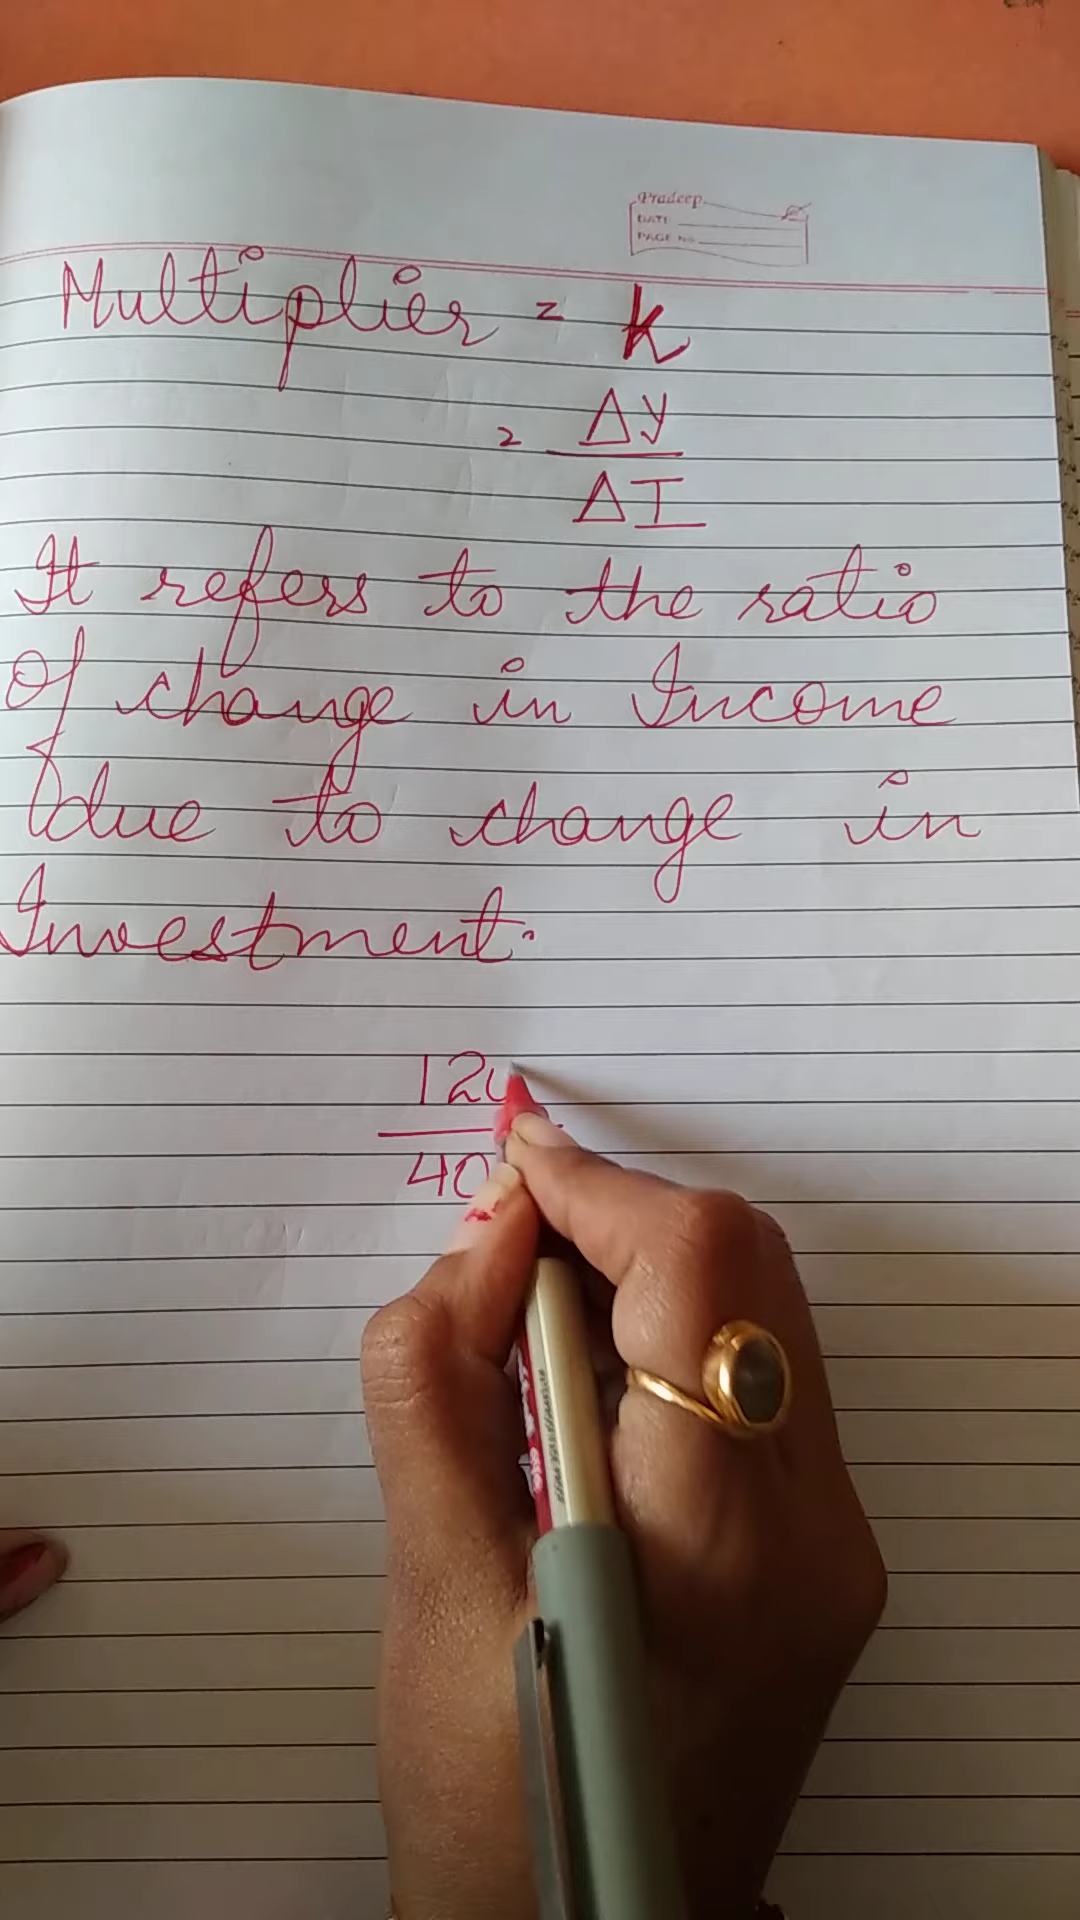 Pradeep
DATE
PAGE No.
Multiplier = k
= ΔY
ΔI
It refers to the ratio
of change in Income
due to change in
Investment.
120
40